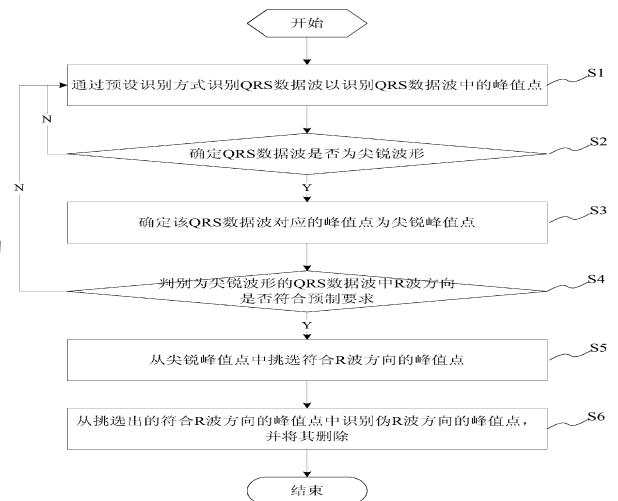 开始
通过预设识别方式识别QRS数据波以识别QRS数据波中的峰值点
S1
N
确定QRS数据波是否为尖锐波形
S2
Y
N
确定该QRS数据波对应的峰值点为尖锐峰值点
S3
判别为尖锐波形的QRS数据波中R波方向
是否符合预制要求
S4
Y
从尖锐峰值点中挑选符合R波方向的峰值点
S5
从挑选出的符合R波方向的峰值点中识别伪R波方向的峰值点，
并将其删除
S6
结束